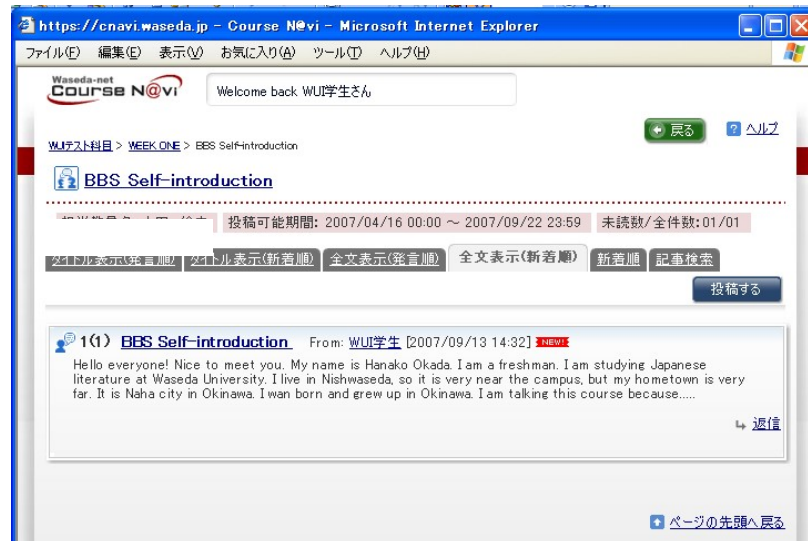 https://cnavi.waseda.jp - Course N@vi - Microsoft Internet Explorer
ファイル(F) 編集(E) 表示(V) お気に入り(A) ツール(T) ヘルプ(H)
Waseda-net
Course N@vi
Welcome back WUI学生さん
戻る ヘルプ
WUIテスト科目 > WEEK ONE > BBS Self-introduction
BBS Self-introduction
投稿可能期間: 2007/04/16 00:00 ～ 2007/09/22 23:59 未読数/全件数:01/01
タイトル表示(発言順) タイトル表示(新着順) 全文表示(発言順) 全文表示(新着順) 新着順 記事検索
投稿する
1(1) BBS Self-introduction From: WUI学生 [2007/09/13 14:32] NEW!
Hello everyone! Nice to meet you. My name is Hanako Okada. I am a freshman. I am studying Japanese
literature at Waseda University. I live in Nishwaseda, so it is very near the campus, but my hometown is very
far. It is Naha city in Okinawa. I wan born and grew up in Okinawa. I am talking this course because.....
返信
ページの先頭へ戻る